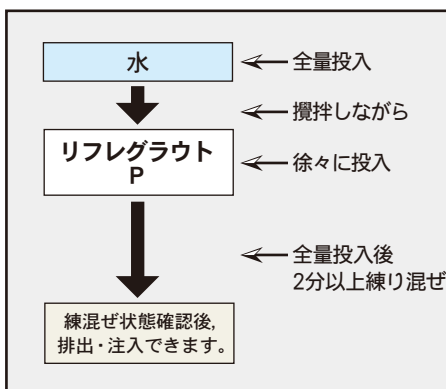 水
全量投入
攪拌しながら
リフレグラウト
P
徐々に投入
全量投入後
2分以上練り混ぜ
練混ぜ状態確認後,
排出・注入できます。